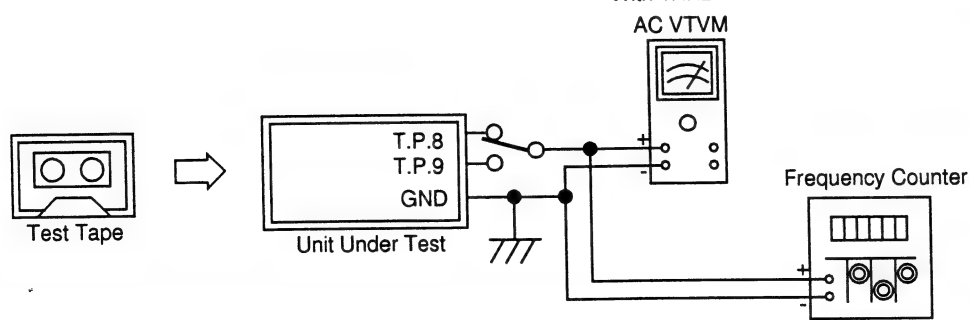 AC VTVM
T.P.8
T.P.9
GND
+
-
Test Tape
Unit Under Test
Frequency Counter
+
-